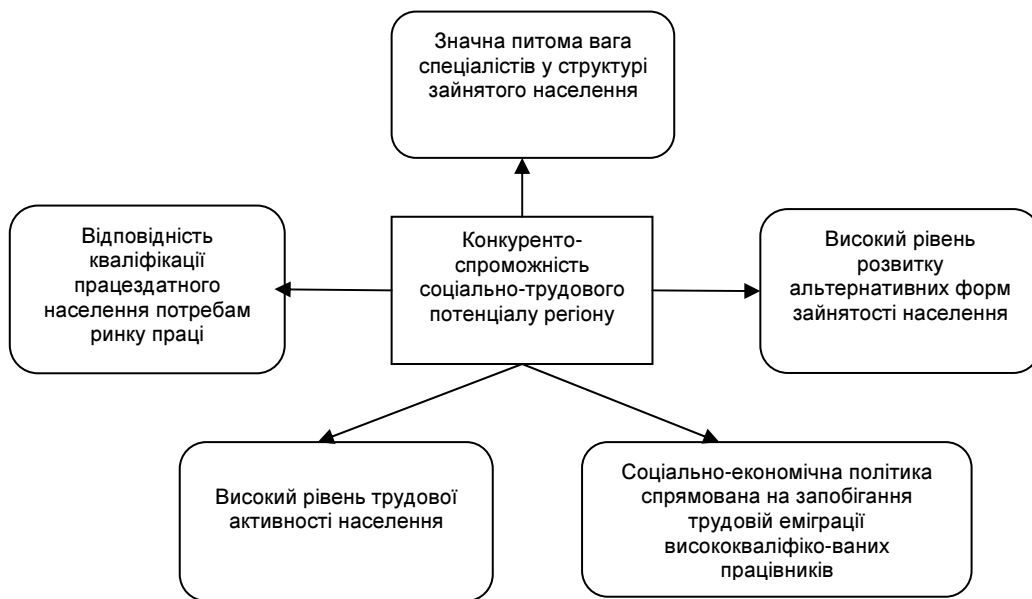 Значна питома вага
спеціалістів у структурі
зайнятого населення
Відповідність
кваліфікації
працездатного
населення потребам
ринку праці
Конкуренто-
спроможність
соціально-трудового
потенціалу регіону
Високий рівень
розвитку
альтернативних форм
зайнятості населення
Високий рівень трудової
активності населення
Соціально-економічна політика
спрямована на запобігання
трудовій еміграції
висококваліфіко-ваних
працівників